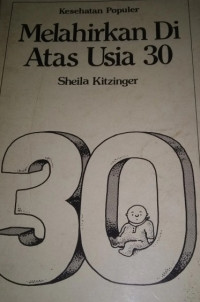 Kesehatan Populer
Melahirkan Di
Atas Usia 30
Sheila Kitzinger
30